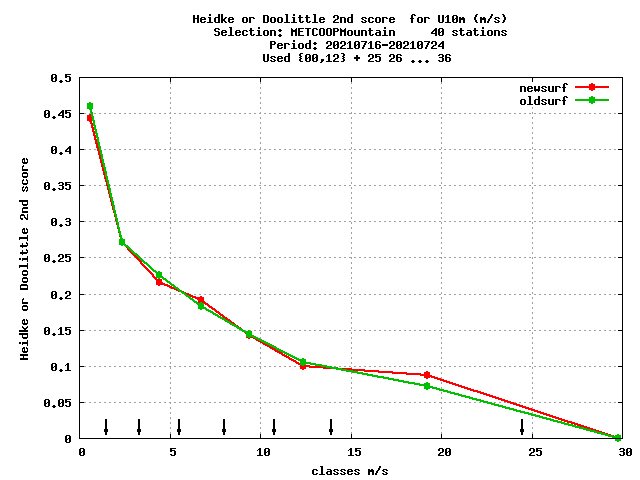 Heidke or Doolittle 2nd score  for U10m (m/s)
Selection: METCOOPMountain     40 stations
Period: 20210716-20210724
Used {00,12} + 25 26 ... 36
newsurf
oldsurf
Heidke or Doolittle 2nd score
0.5
0.45
0.4
0.35
0.3
0.25
0.2
0.15
0.1
0.05
0
0 5 10 15 20 25 30
classes m/s